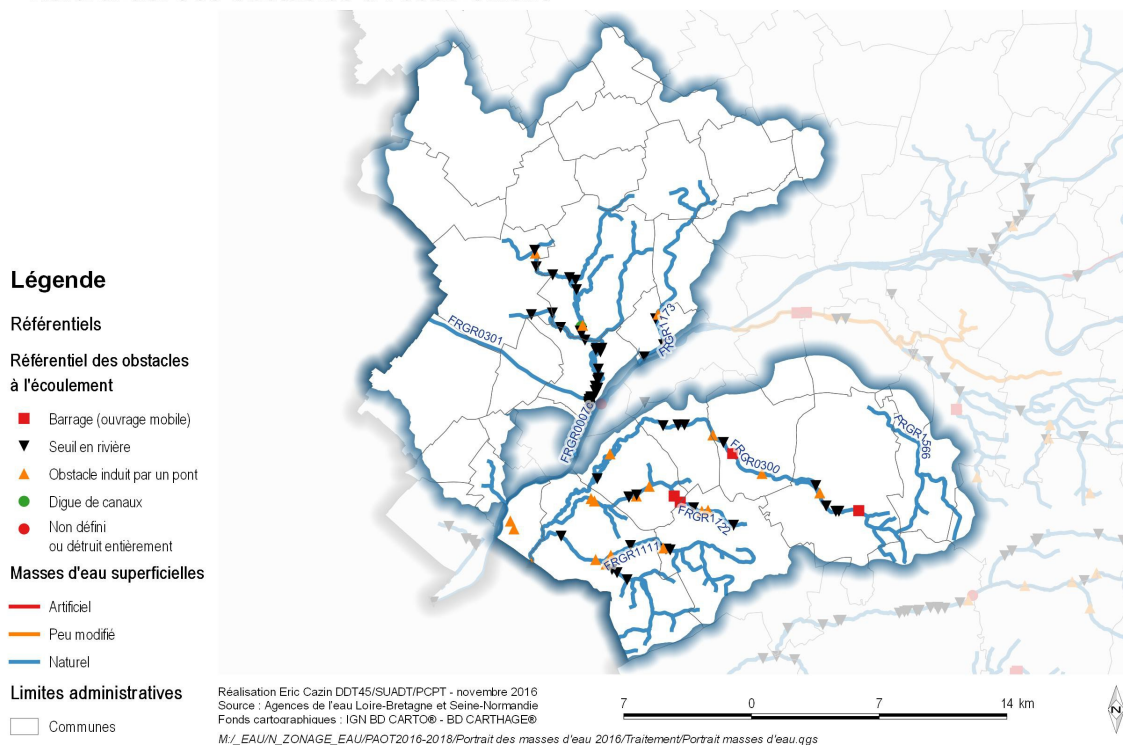 Légende
Référentiels
Référentiel des obstacles
à l'écoulement
Barrage (ouvrage mobile)
Seuil en rivière
Obstacle induit par un pont
Digue de canaux
Non défini
ou détruit entièrement
Masses d'eau superficielles
Artificiel
Peu modifié
Naturel
Limites administratives
Communes
FRGR0301
FRGR1173
FRGR0007c
FRGR0300
FRGR1566
FRGR1122
FRGR1111
Réalisation Eric Cazin DDT45/SUADT/PCPT - novembre 2016
Source : Agences de l'eau Loire-Bretagne et Seine-Normandie
Fonds cartographiques : IGN BD CARTO® - BD CARTHAGE®
M:/_EAU/N_ZONAGE_EAU/PAOT2016-2018/Portrait des masses d'eau 2016/Traitement/Portrait masses d'eau.qgs
7 0 7 14 km
N